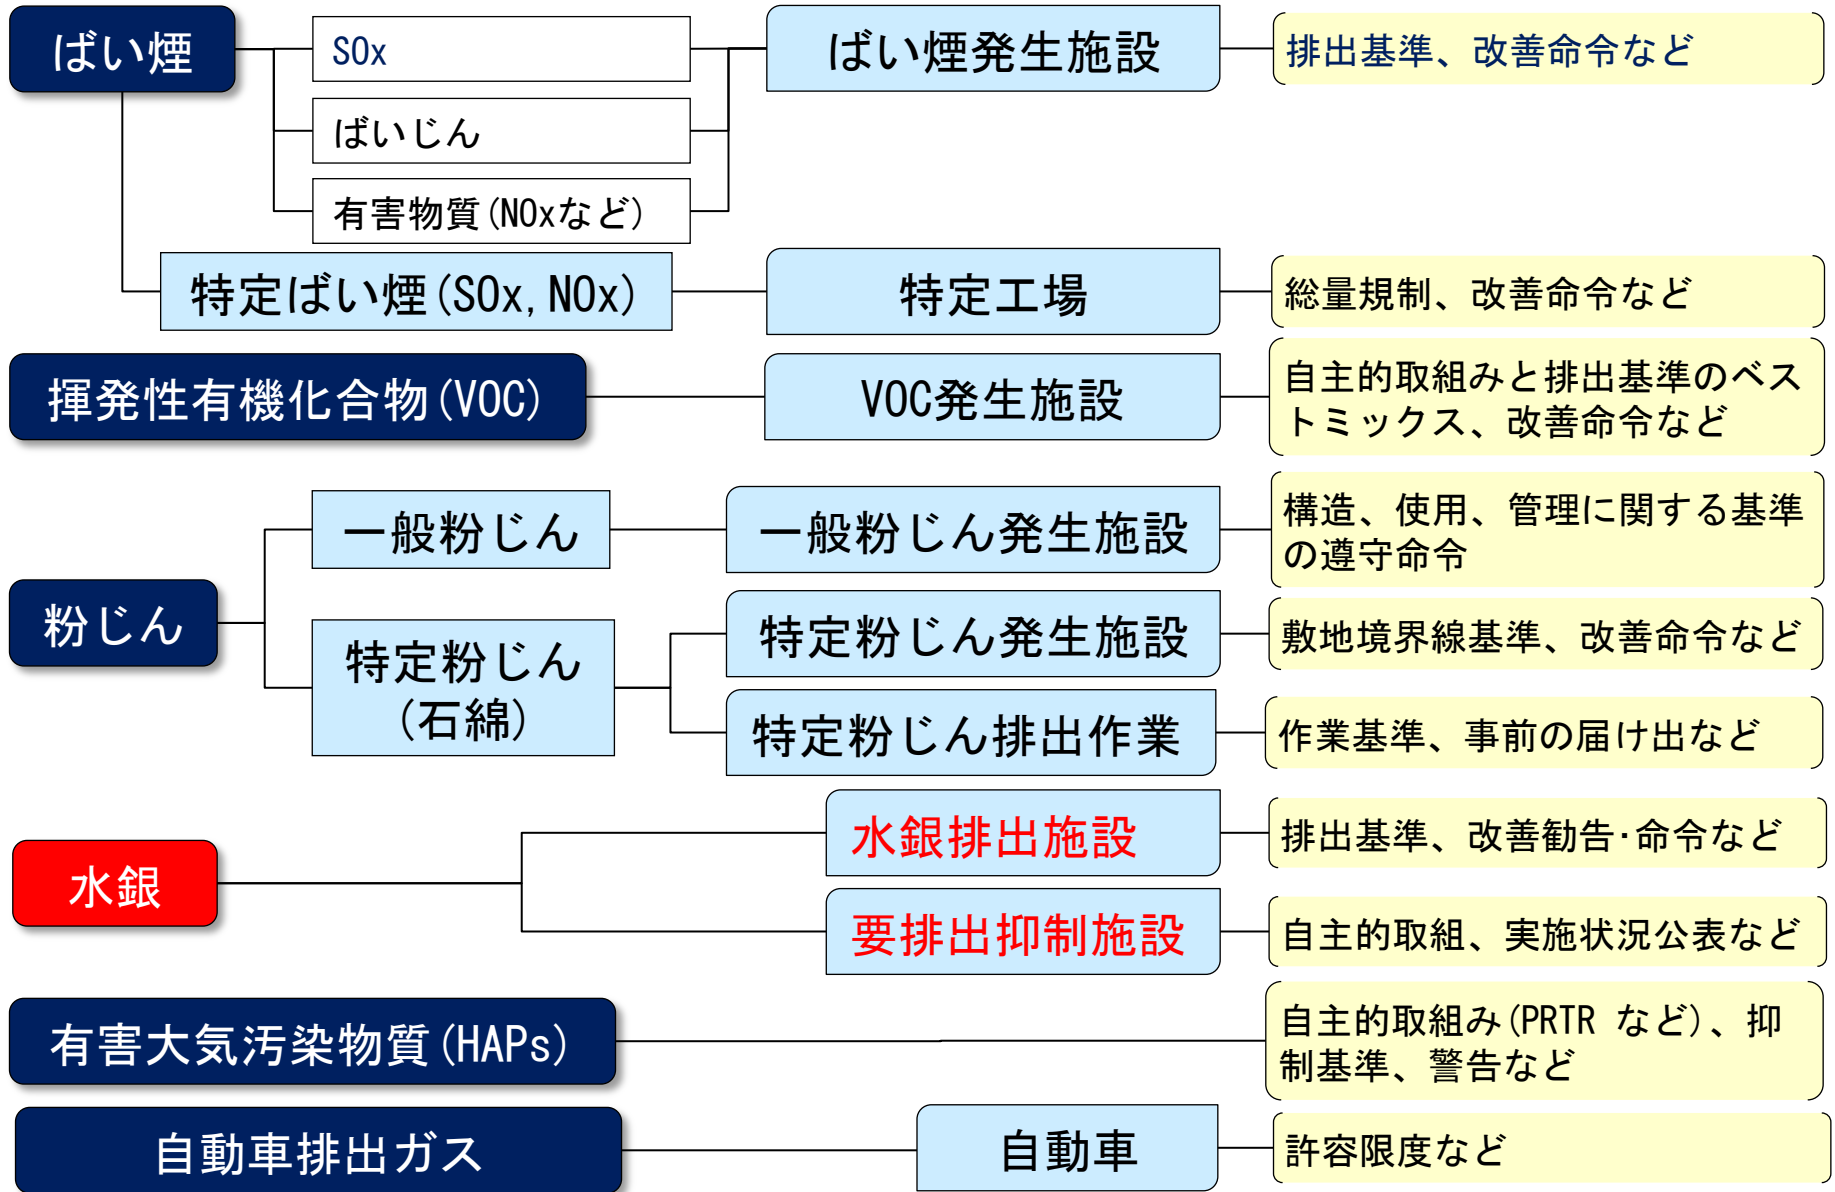 ばい煙
SOx
ばい煙発生施設
排出基準、改善命令など
ばいじん
有害物質(NOxなど)
特定ばい煙(SOx,NOx)
特定工場
総量規制、改善命令など
揮発性有機化合物(VOC)
VOC発生施設
自主的取組みと排出基準のベス
トミックス、改善命令など
粉じん
一般粉じん
一般粉じん発生施設
構造、使用、管理に関する基準
の遵守命令
特定粉じん
(石綿)
特定粉じん発生施設
敷地境界線基準、改善命令など
特定粉じん排出作業
作業基準、事前の届け出など
水銀
水銀排出施設
排出基準、改善勧告･命令など
要排出抑制施設
自主的取組、実施状況公表など
有害大気汚染物質(HAPs)
自主的取組み(PRTR など)、抑
制基準、警告など
自動車排出ガス
自動車
許容限度など